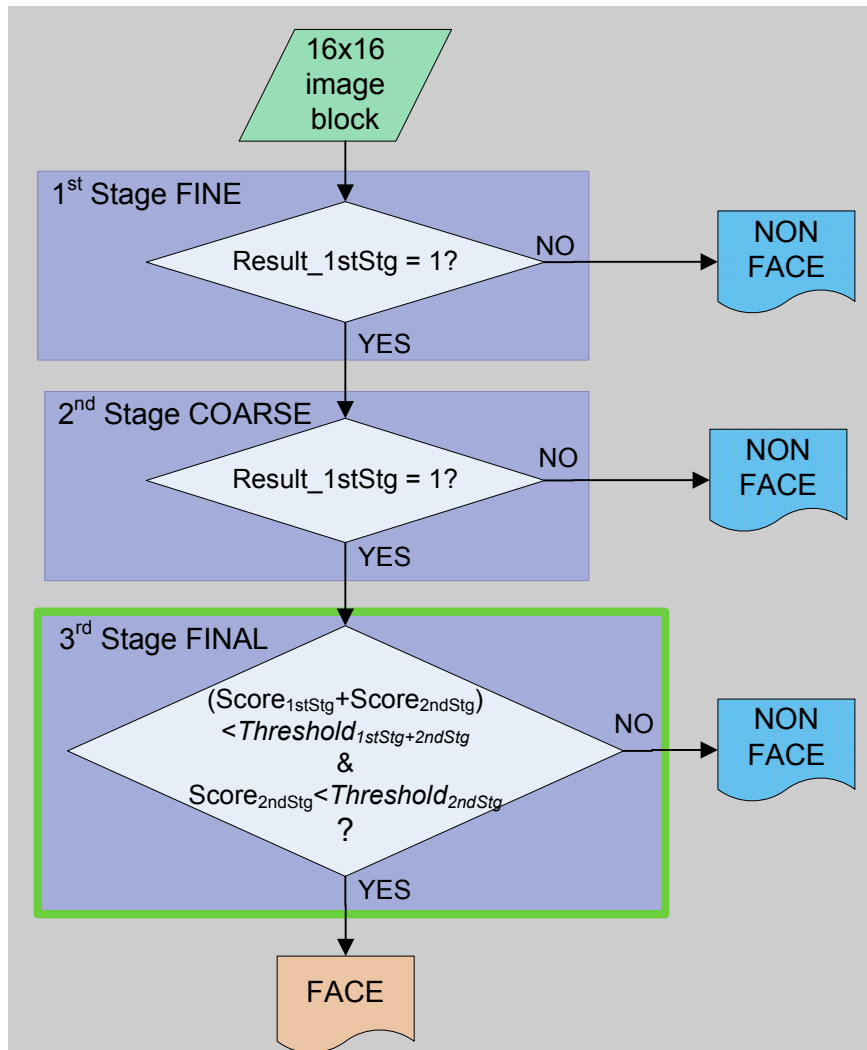 16x16
image
block
1st Stage FINE
Result_1stStg = 1?
NO
NON
FACE
YES
2nd Stage COARSE
Result_1stStg = 1?
NO
NON
FACE
YES
3rd Stage FINAL
(Score1stStg+Score2ndStg)
<Threshold1stStg+2ndStg
&
Score2ndStg<Threshold2ndStg
?
NO
NON
FACE
YES
FACE